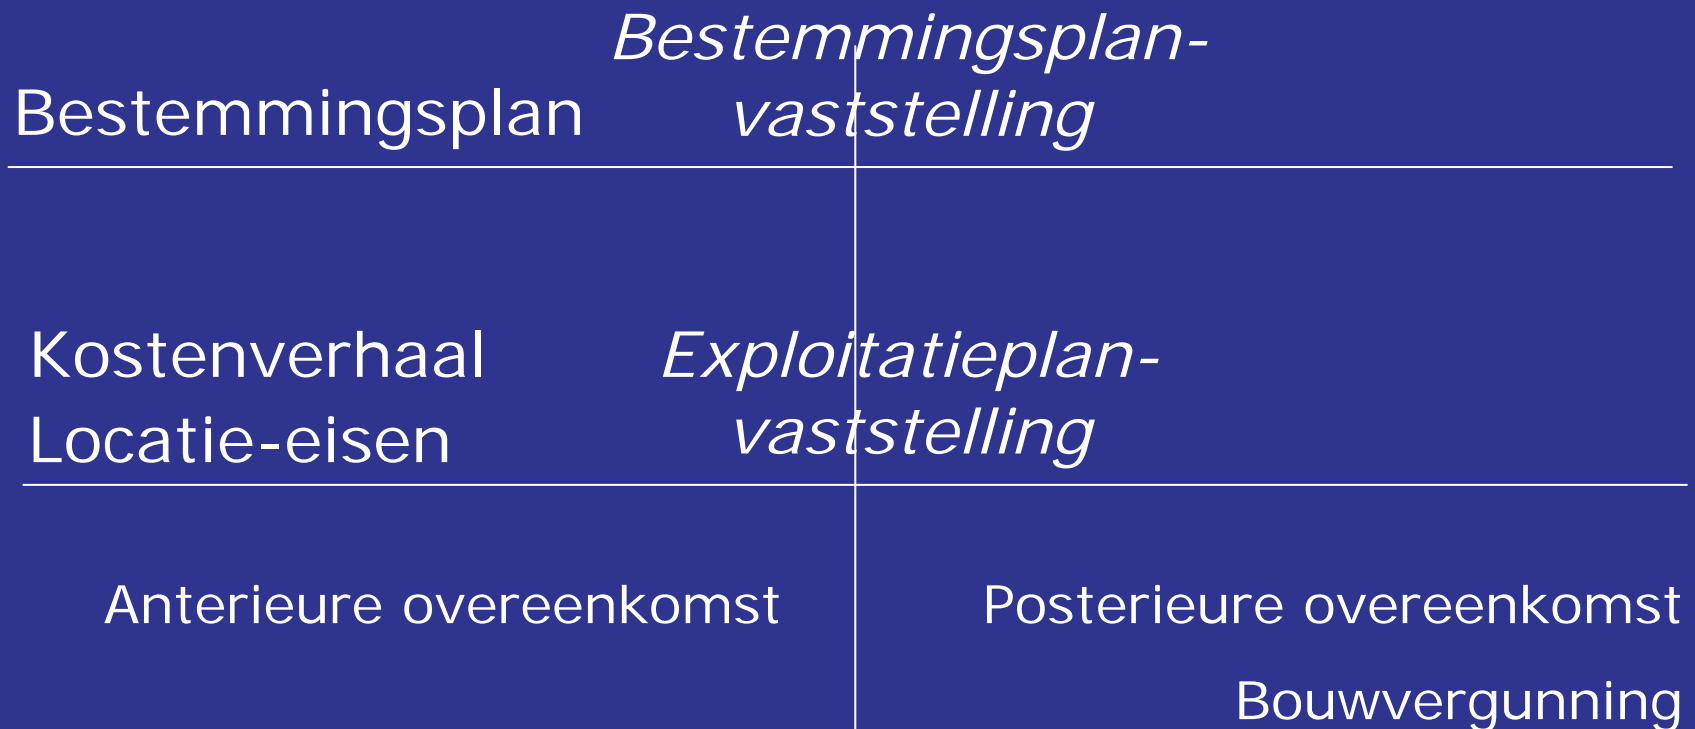 Bestemmingsplan-
vaststelling
Bestemmingsplan
Kostenverhaal
Locatie-eisen
Exploitatieplan-
vaststelling
Anterieure overeenkomst
Posterieure overeenkomst
Bouwvergunning